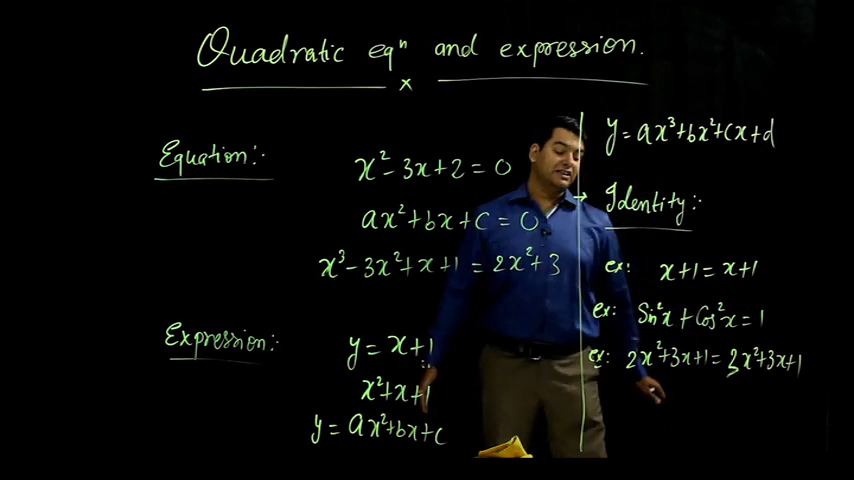 Quadratic eqⁿ and expression.
x
Equation:-
x² - 3x + 2 = 0
ax² + bx + c = 0
x³ - 3x² + x + 1 = 2x² + 3
Expression:-
y = x + 1
x² + x + 1
y = ax² + bx + c
y = ax³ + bx² + cx + d
→ Identity:-
ex: x + 1 = x + 1
ex: Sin²x + Cos²x = 1
ex: 2x² + 3x + 1 = 2x² + 3x + 1